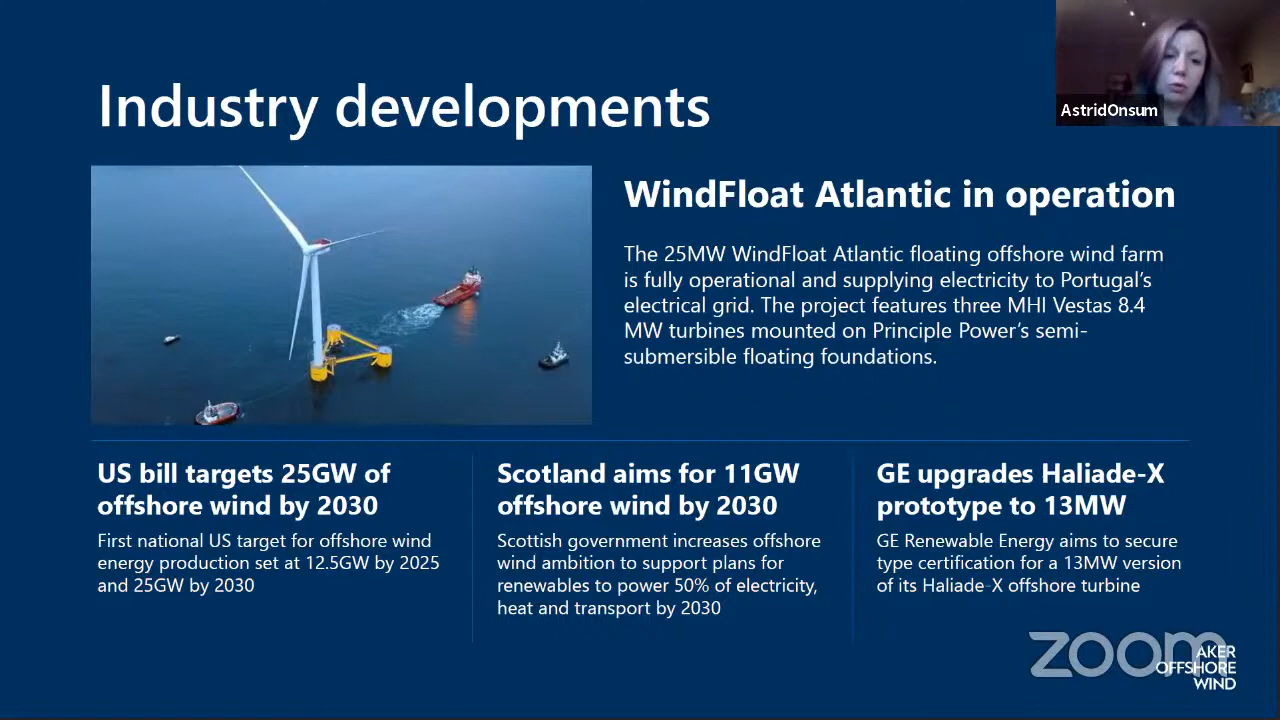 Industry developments
AstridOnsum
WindFloat Atlantic in operation
The 25MW WindFloat Atlantic floating offshore wind farm
is fully operational and supplying electricity to Portugal's
electrical grid. The project features three MHI Vestas 8.4
MW turbines mounted on Principle Power's semi-
submersible floating foundations.
US bill targets 25GW of
offshore wind by 2030
First national US target for offshore wind
energy production set at 12.5GW by 2025
and 25GW by 2030
Scotland aims for 11GW
offshore wind by 2030
Scottish government increases offshore
wind ambition to support plans for
renewables to power 50% of electricity,
heat and transport by 2030
GE upgrades Haliade-X
prototype to 13MW
GE Renewable Energy aims to secure
type certification for a 13MW version
of its Haliade-X offshore turbine
zoom
AKER
OFFSHORE
WIND